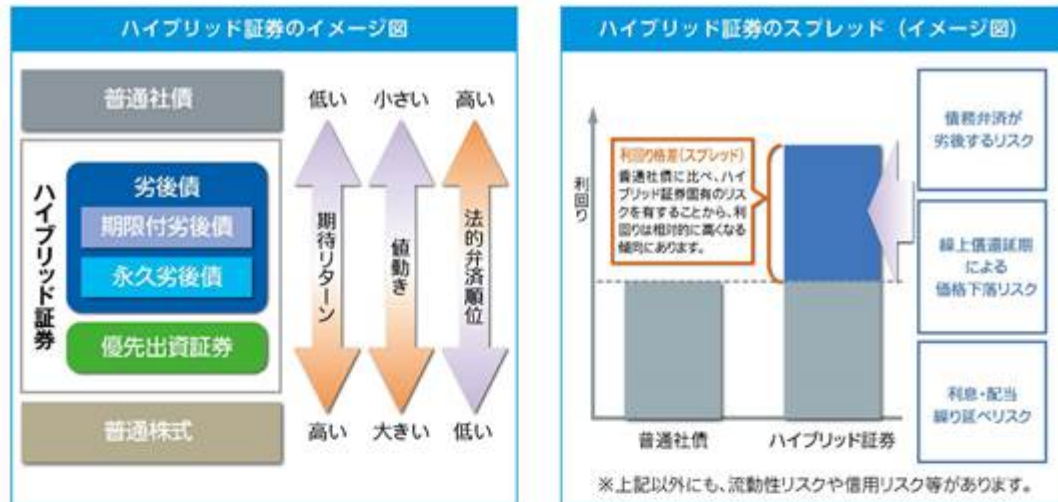 ハイブリッド証券のイメージ図
普通社債
低い 小さい 高い
ハイブリッド証券
劣後債
期限付劣後債
永久劣後債
優先出資証券
期待リターン
値動き
法的弁済順位
普通株式
高い 大きい 低い
ハイブリッド証券のスプレッド（イメージ図）
利回り
利回り格差(スプレッド)
普通社債に比べ、ハイ
ブリッド証券固有のリス
クを有することから、利
回りは相対的に高くなる
傾向にあります。
普通社債
ハイブリッド証券
債務弁済が
劣後するリスク
繰上償還延期
による
価格下落リスク
利息・配当
繰り延べリスク
※上記以外にも、流動性リスクや信用リスク等があります。